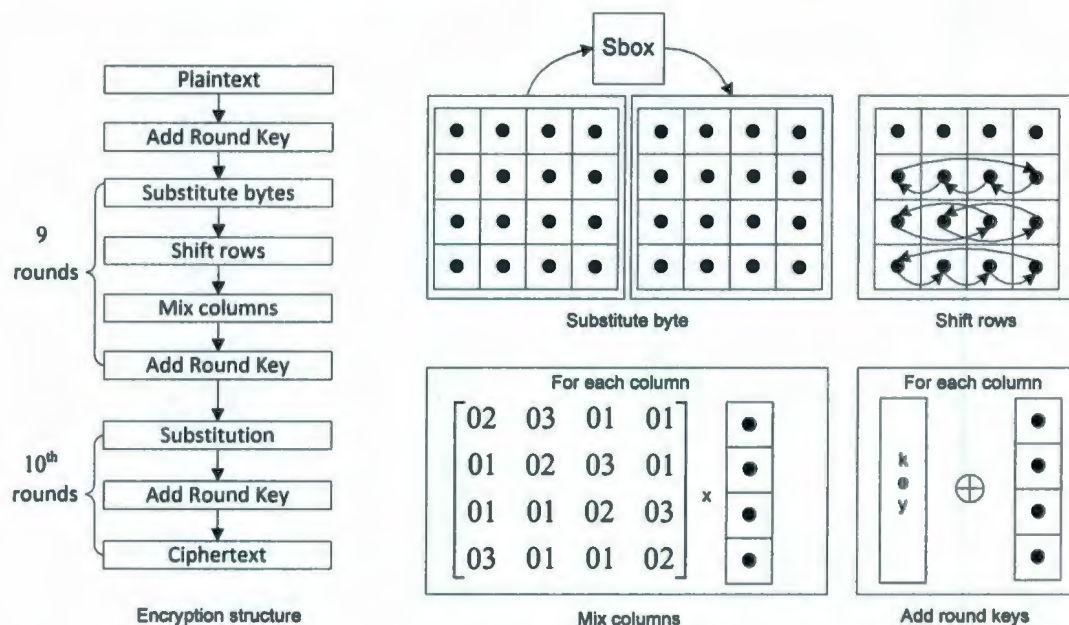 Plaintext
Add Round Key
Substitute bytes
Shift rows
Mix columns
Add Round Key
Substitution
Add Round Key
Ciphertext
9
rounds
10th
rounds
Encryption structure
Sbox
Substitute byte
Shift rows
For each column
02 03 01 01
01 02 03 01
01 01 02 03
03 01 01 02
x
Mix columns
For each column
k
e
y
Add round keys